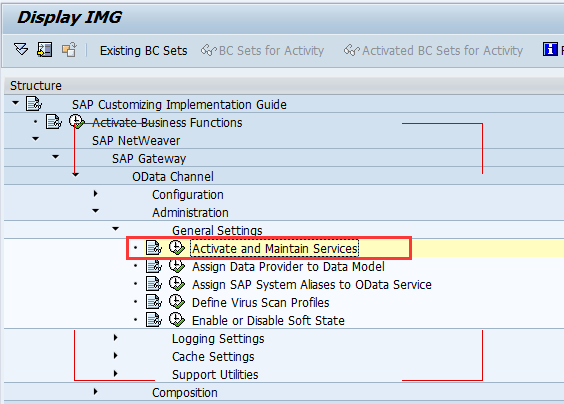 Display IMG
Existing BC Sets BC Sets for Activity Activated BC Sets for Activity
Structure
SAP Customizing Implementation Guide
Activate Business Functions
SAP NetWeaver
SAP Gateway
OData Channel
Configuration
Administration
General Settings
Activate and Maintain Services
Assign Data Provider to Data Model
Assign SAP System Aliases to OData Service
Define Virus Scan Profiles
Enable or Disable Soft State
Logging Settings
Cache Settings
Support Utilities
Composition